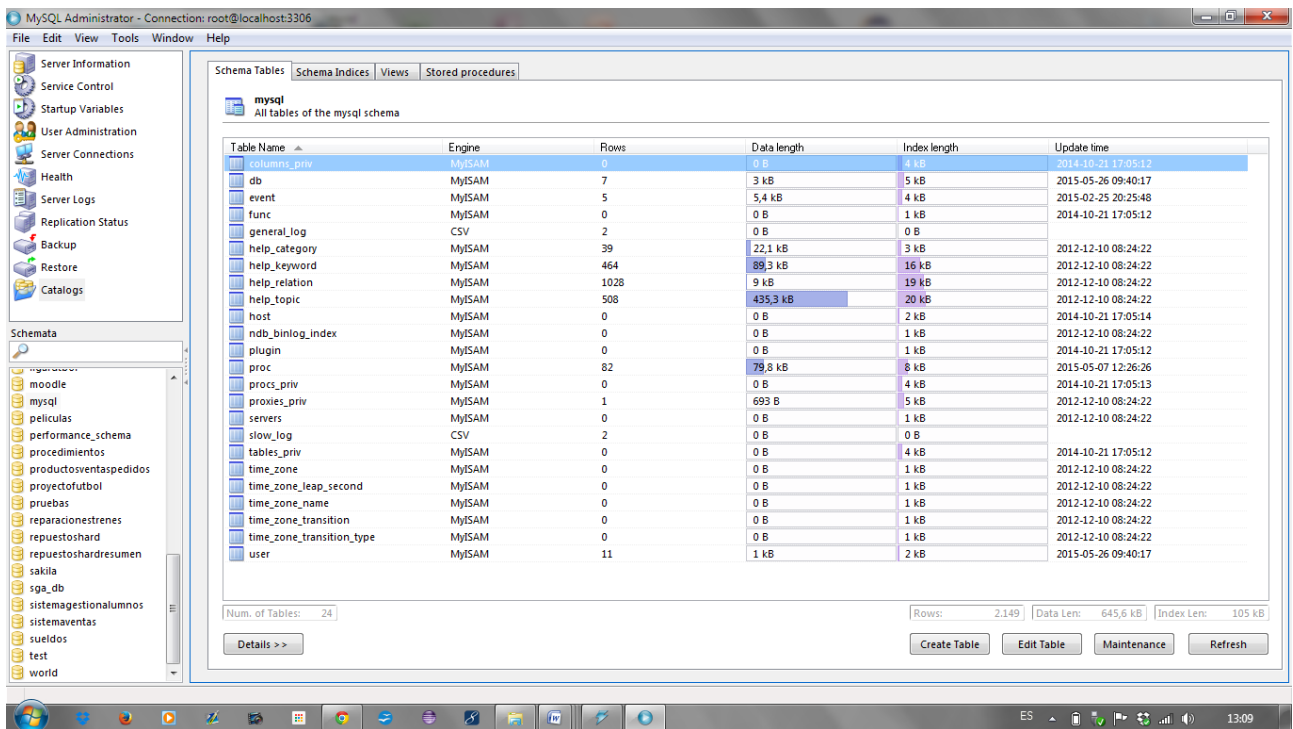 MySQL Administrator - Connection: root@localhost:3306
File Edit View Tools Window Help
Server Information
Service Control
Startup Variables
User Administration
Server Connections
Health
Server Logs
Replication Status
Backup
Restore
Catalogs
Schemata
moodle
mysql
peliculas
performance_schema
procedimientos
productosventaspedidos
proyectofutbol
pruebas
reparacionestrenes
repuestoshard
repuestoshardresumen
sakila
sga_db
sistemagestionalumnos
sistemaventas
sueldos
test
world
Schema Tables Schema Indices Views Stored procedures
mysql
All tables of the mysql schema
Table Name Engine Rows Data length Index length Update time
columns_priv MyISAM 0 0 B 4 kB 2014-10-21 17:05:12
db MyISAM 7 3 kB 5 kB 2015-05-26 09:40:17
event MyISAM 5 5,4 kB 4 kB 2015-02-25 20:25:48
func MyISAM 0 0 B 1 kB 2014-10-21 17:05:12
general_log CSV 2 0 B 0 B
help_category MyISAM 39 22,1 kB 3 kB 2012-12-10 08:24:22
help_keyword MyISAM 464 89,3 kB 16 kB 2012-12-10 08:24:22
help_relation MyISAM 1028 9 kB 19 kB 2012-12-10 08:24:22
help_topic MyISAM 508 435,3 kB 20 kB 2012-12-10 08:24:22
host MyISAM 0 0 B 2 kB 2014-10-21 17:05:14
ndb_binlog_index MyISAM 0 0 B 1 kB 2012-12-10 08:24:22
plugin MyISAM 0 0 B 1 kB 2014-10-21 17:05:12
proc MyISAM 82 79,8 kB 8 kB 2015-05-07 12:26:26
procs_priv MyISAM 0 0 B 4 kB 2014-10-21 17:05:13
proxies_priv MyISAM 1 693 B 5 kB 2012-12-10 08:24:22
servers MyISAM 0 0 B 1 kB 2012-12-10 08:24:22
slow_log CSV 2 0 B 0 B
tables_priv MyISAM 0 0 B 4 kB 2014-10-21 17:05:12
time_zone MyISAM 0 0 B 1 kB 2012-12-10 08:24:22
time_zone_leap_second MyISAM 0 0 B 1 kB 2012-12-10 08:24:22
time_zone_name MyISAM 0 0 B 1 kB 2012-12-10 08:24:22
time_zone_transition MyISAM 0 0 B 1 kB 2012-12-10 08:24:22
time_zone_transition_type MyISAM 0 0 B 1 kB 2012-12-10 08:24:22
user MyISAM 11 1 kB 2 kB 2015-05-26 09:40:17
Num. of Tables: 24 Rows: 2.149 Data Len: 645,6 kB Index Len: 105 kB
Details >> Create Table Edit Table Maintenance Refresh
ES 13:09